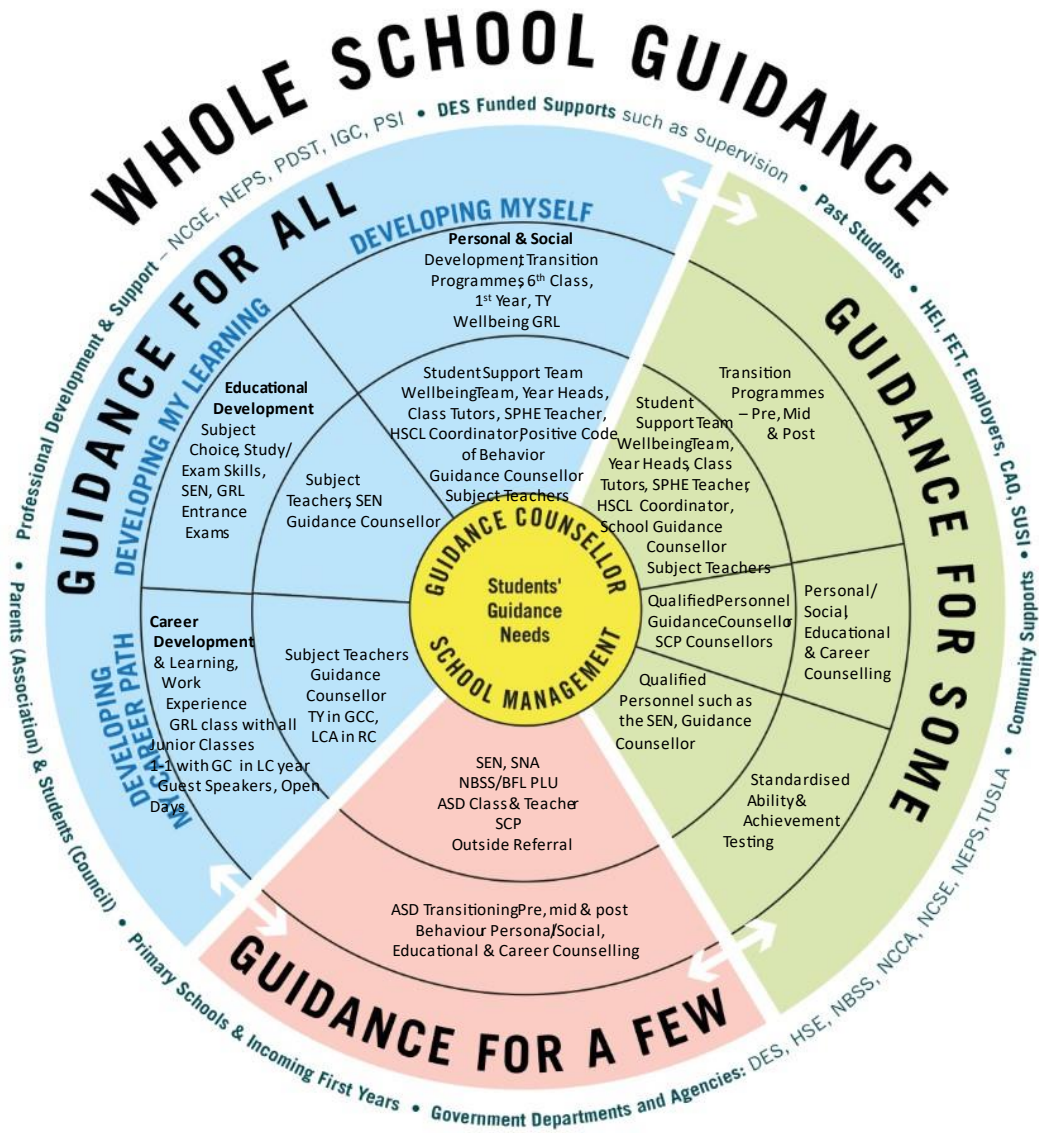 WHOLE SCHOOL GUIDANCE
Professional Development & Support – NCGE, NEPS, PDST, IGC, PSI • DES Funded Supports such as Supervision • Past Students • HEI, FET, Employers, CAO, SUSI • Community Supports
Government Departments and Agencies: DES, HSE, NBSS, NCCA, NCSE, NEPS, TUSLA •
Primary Schools & Incoming First Years •
Parents (Association) & Students (Council) •
GUIDANCE FOR ALL
DEVELOPING MYSELF
Personal & Social
Development, Transition
Programmes, 6th Class,
1st Year, TY
Wellbeing GRL
Student Support Team
Wellbeing Team, Year Heads,
Class Tutors, SPHE Teacher,
HSCL Coordinator, Positive Code
of Behavior
Guidance Counsellor
Subject Teachers
DEVELOPING MY LEARNING
Educational
Development
Subject
Choice, Study/
Exam Skills,
SEN, GRL
Entrance
Exams
Subject
Teachers, SEN
Guidance Counsellor
DEVELOPING
MY CAREER PATH
Career
Development
& Learning,
Work
Experience
GRL class with all
Junior Classes
1-1 with GC in LC year
Guest Speakers, Open
Days
Subject Teachers
Guidance
Counsellor
TY in GCC,
LCA in RC
GUIDANCE FOR SOME
Transition
Programmes
– Pre, Mid
& Post
Student
Support Team
Wellbeing Team,
Year Heads, Class
Tutors, SPHE Teacher,
HSCL Coordinator,
School Guidance
Counsellor
Subject Teachers
Qualified Personnel
Guidance Counsellor
SCP Counsellors
Personal/
Social,
Educational
& Career
Counselling
Qualified
Personnel such as
the SEN, Guidance
Counsellor
Standardised
Ability &
Achievement
Testing
GUIDANCE COUNSELLOR
Students'
Guidance
Needs
SCHOOL MANAGEMENT
SEN, SNA
NBSS/BFL PLU
ASD Class & Teacher
SCP
Outside Referral
ASD Transitioning Pre, mid & post
Behaviour Personal/Social,
Educational & Career Counselling
GUIDANCE FOR A FEW